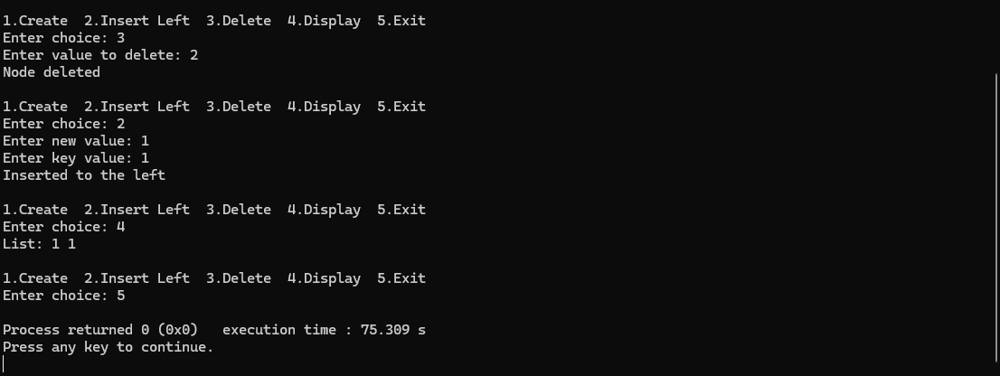 1.Create  2.Insert Left  3.Delete  4.Display  5.Exit
Enter choice: 3
Enter value to delete: 2
Node deleted
1.Create  2.Insert Left  3.Delete  4.Display  5.Exit
Enter choice: 2
Enter new value: 1
Enter key value: 1
Inserted to the left
1.Create  2.Insert Left  3.Delete  4.Display  5.Exit
Enter choice: 4
List: 1 1
1.Create  2.Insert Left  3.Delete  4.Display  5.Exit
Enter choice: 5
Process returned 0 (0x0)   execution time : 75.309 s
Press any key to continue.